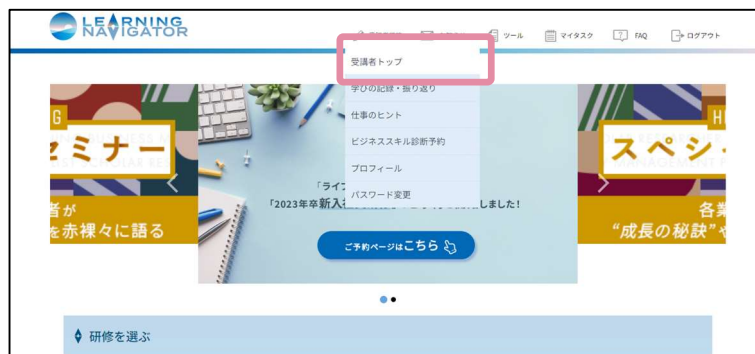 LEARNING
NAVIGATOR
ツール
マイタスク
FAQ
ログアウト
受講者トップ
学びの記録・振り返り
仕事のヒント
ビジネススキル診断予約
プロフィール
パスワード変更
セミナー
者が
を赤裸々に語る
「ライフ
「2023年卒新入社
しました!
ご予約ページはこちら
スペシ
各業
“成長の秘訣”や
研修を選ぶ